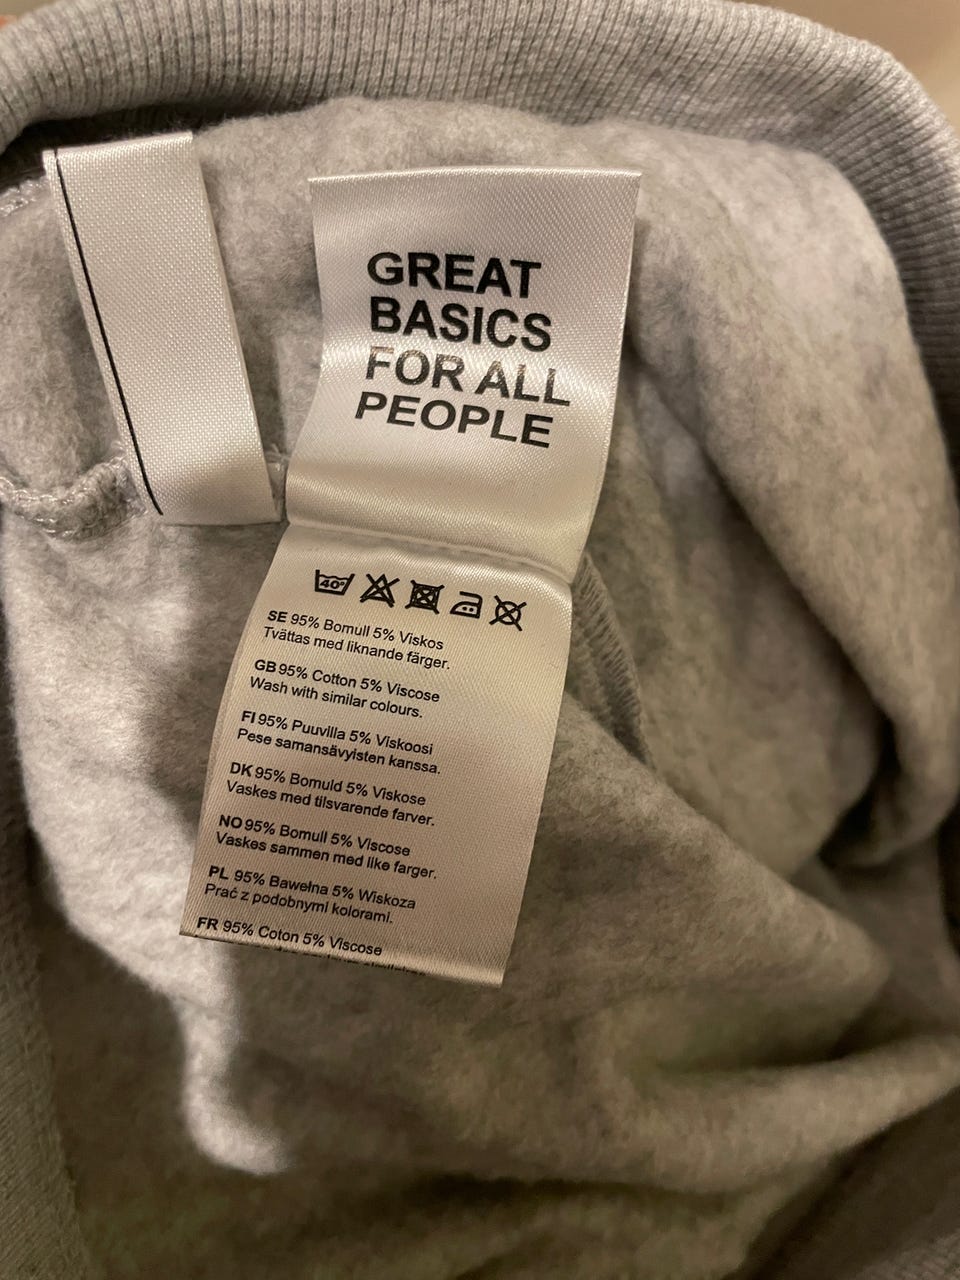 GREAT
BASICS
FOR ALL
PEOPLE
40°
SE 95% Bomull 5% Viskos
Tvättas med liknande färger.
GB 95% Cotton 5% Viscose
Wash with similar colours.
FI 95% Puuvilla 5% Viskoosi
Pese samansävyisten kanssa.
DK 95% Bomuld 5% Viskose
Vaskes med tilsvarende farver.
NO 95% Bomull 5% Viscose
Vaskes sammen med like farger.
PL 95% Bawełna 5% Wiskoza
Prać z podobnymi kolorami.
FR 95% Coton 5% Viscose